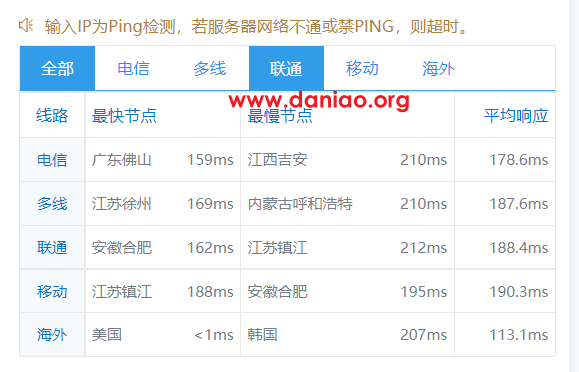 输入IP为Ping检测，若服务器网络不通或禁PING，则超时。
全部 电信 多线 联通 移动 海外
www.daniao.org
线路 最快节点 最慢节点 平均响应
电信 广东佛山 159ms 江西吉安 210ms 178.6ms
多线 江苏徐州 169ms 内蒙古呼和浩特 210ms 187.6ms
联通 安徽合肥 162ms 江苏镇江 212ms 188.4ms
移动 江苏镇江 188ms 安徽合肥 195ms 190.3ms
海外 美国 <1ms 韩国 207ms 113.1ms